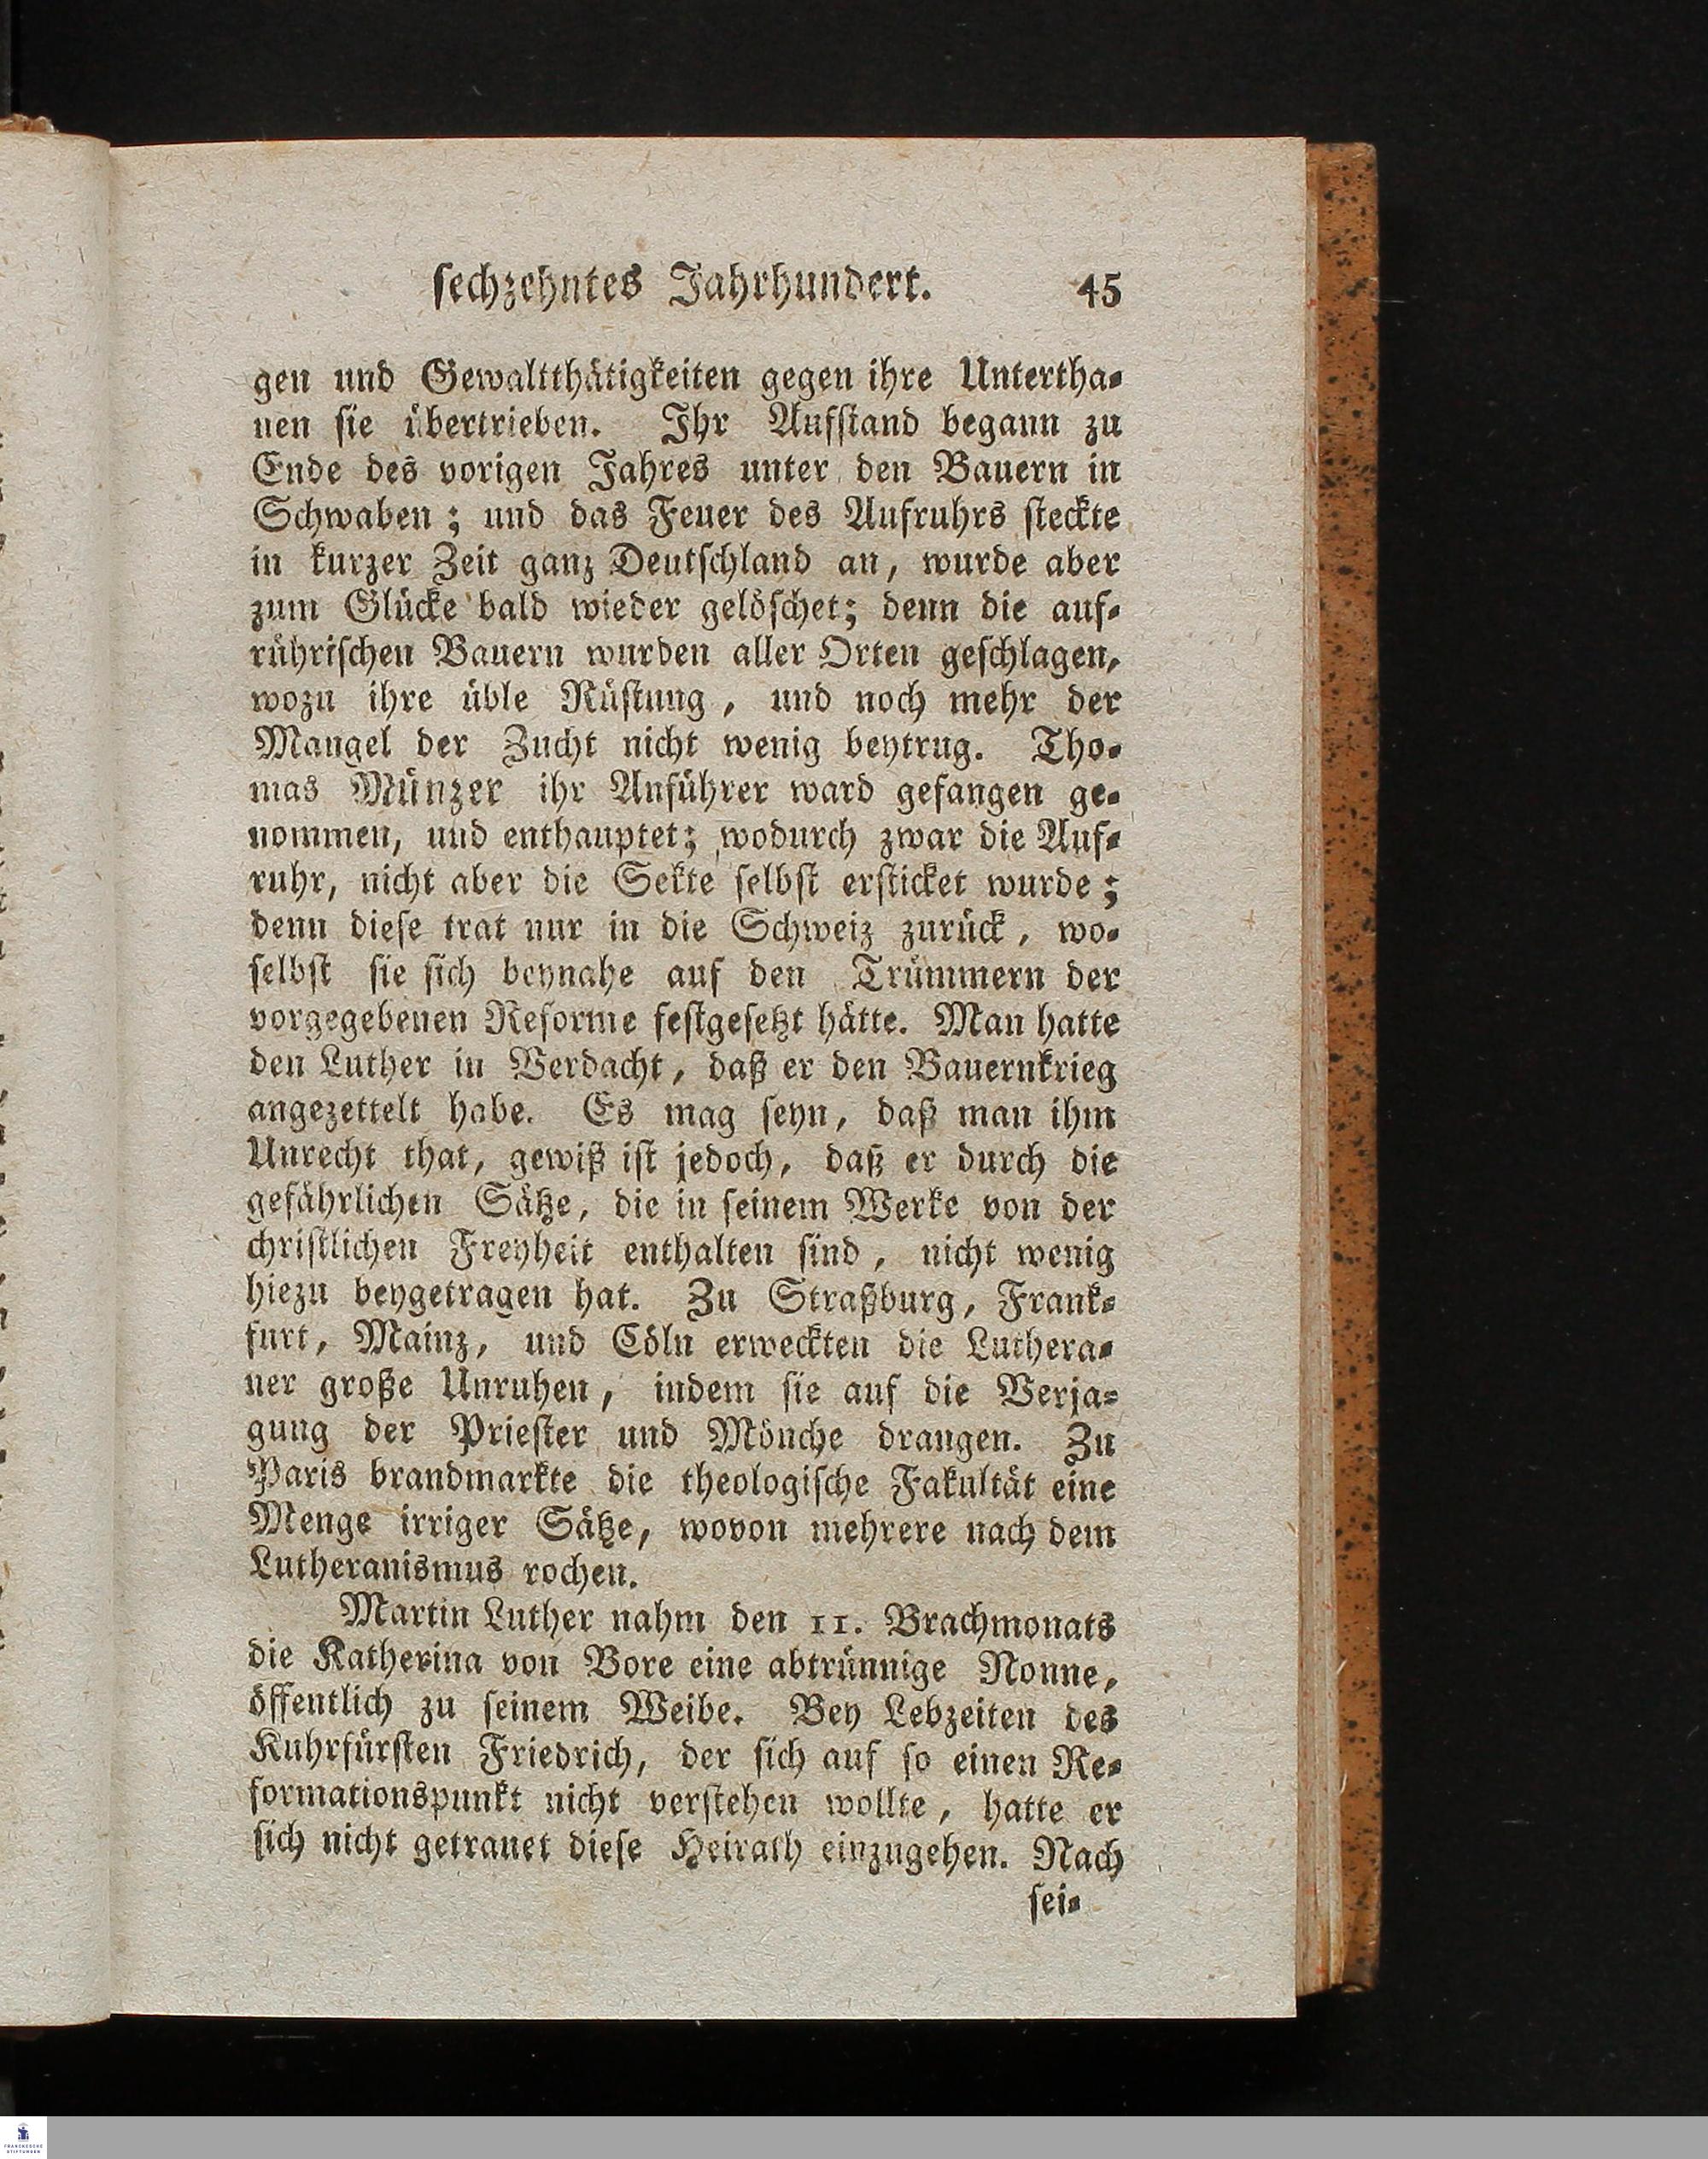 sechzehntes Jahrhundert. 45
gen und Gewaltthätigkeiten gegen ihre Untertha-
nen sie übertrieben. Ihr Aufstand begann zu
Ende des vorigen Jahres unter den Bauern in
Schwaben; und das Feuer des Aufruhrs steckte
in kurzer Zeit ganz Deutschland an, wurde aber
zum Glücke bald wieder gelöschet; denn die auf-
rührischen Bauern wurden aller Orten geschlagen,
wozu ihre üble Rüstung, und noch mehr der
Mangel der Zucht nicht wenig beytrug. Tho-
mas Münzer ihr Anführer ward gefangen ge-
nommen, und enthauptet; wodurch zwar die Auf-
ruhr, nicht aber die Sekte selbst ersticket wurde;
denn diese trat nur in die Schweiz zurück, wo-
selbst sie sich beynahe auf den Trümmern der
vorgegebenen Reforme festgesetzt hätte. Man hatte
den Luther in Verdacht, daß er den Bauernkrieg
angezettelt habe. Es mag seyn, daß man ihm
Unrecht that, gewiß ist jedoch, daß er durch die
gefährlichen Sätze, die in seinem Werke von der
christlichen Freyheit enthalten sind, nicht wenig
hiezu beygetragen hat. Zu Straßburg, Frank-
furt, Mainz, und Cöln erweckten die Luthera-
ner große Unruhen, indem sie auf die Verja-
gung der Priester und Mönche drangen. Zu
Paris brandmarkte die theologische Fakultät eine
Menge irriger Sätze, wovon mehrere nach dem
Lutheranismus rochen.
Martin Luther nahm den 11. Brachmonats
die Katherina von Bore eine abtrünnige Nonne,
öffentlich zu seinem Weibe. Bey Lebzeiten des
Kuhrfürsten Friedrich, der sich auf so einen Re-
formationspunkt nicht verstehen wollte, hatte er
sich nicht getrauet diese Heirath einzugehen. Nach
sei-
FRANCKESCHE
STIFTUNGEN